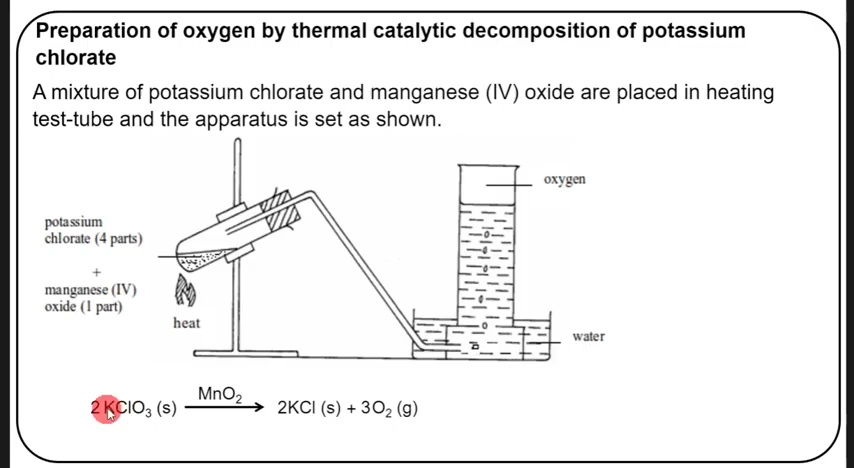 Preparation of oxygen by thermal catalytic decomposition of potassium
chlorate
A mixture of potassium chlorate and manganese (IV) oxide are placed in heating
test-tube and the apparatus is set as shown.
oxygen
potassium
chlorate (4 parts)
+
manganese (IV)
oxide (1 part)
heat
water
MnO₂
2 KClO₃ (s) ⟶ 2KCl (s) + 3O₂ (g)